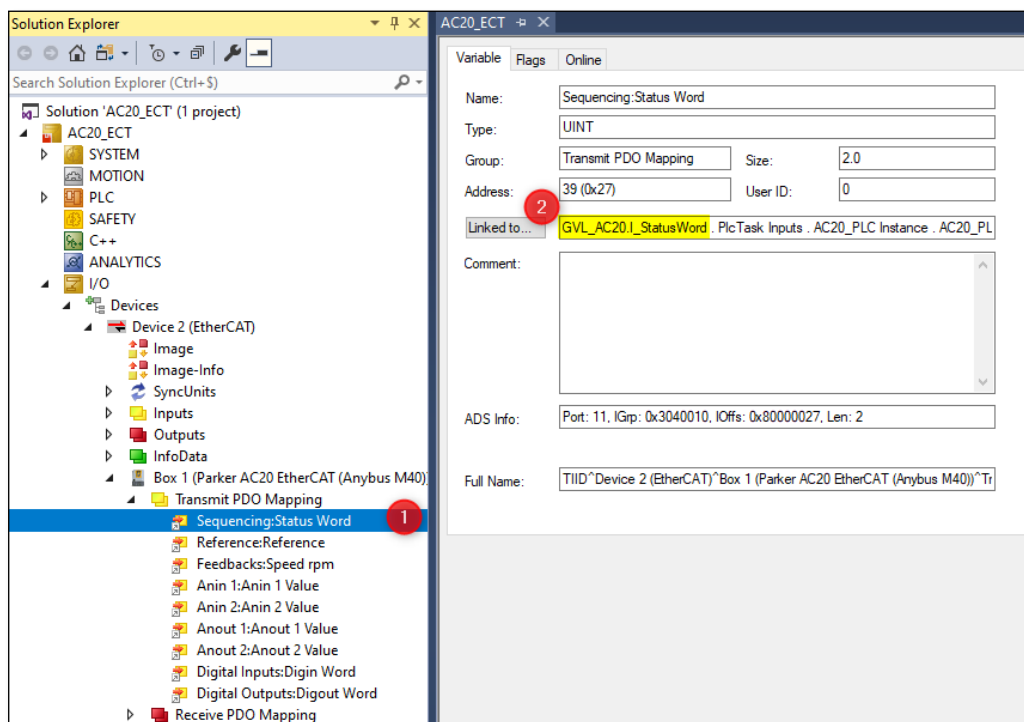 Solution Explorer
Search Solution Explorer (Ctrl+$)
Solution 'AC20_ECT' (1 project)
AC20_ECT
SYSTEM
MOTION
PLC
SAFETY
C++
ANALYTICS
I/O
Devices
Device 2 (EtherCAT)
Image
Image-Info
SyncUnits
Inputs
Outputs
InfoData
Box 1 (Parker AC20 EtherCAT (Anybus M40))
Transmit PDO Mapping
Sequencing:Status Word
1
Reference:Reference
Feedbacks:Speed rpm
Anin 1:Anin 1 Value
Anin 2:Anin 2 Value
Anout 1:Anout 1 Value
Anout 2:Anout 2 Value
Digital Inputs:Digin Word
Digital Outputs:Digout Word
Receive PDO Mapping
AC20_ECT
Variable Flags Online
Name: Sequencing:Status Word
Type: UINT
Group: Transmit PDO Mapping Size: 2.0
Address: 39 (0x27) User ID: 0
2
Linked to... GVL_AC20.I_StatusWord . PlcTask Inputs . AC20_PLC Instance . AC20_PL
Comment:
ADS Info: Port: 11, IGrp: 0x3040010, IOffs: 0x80000027, Len: 2
Full Name: TIID^Device 2 (EtherCAT)^Box 1 (Parker AC20 EtherCAT (Anybus M40))^Tr